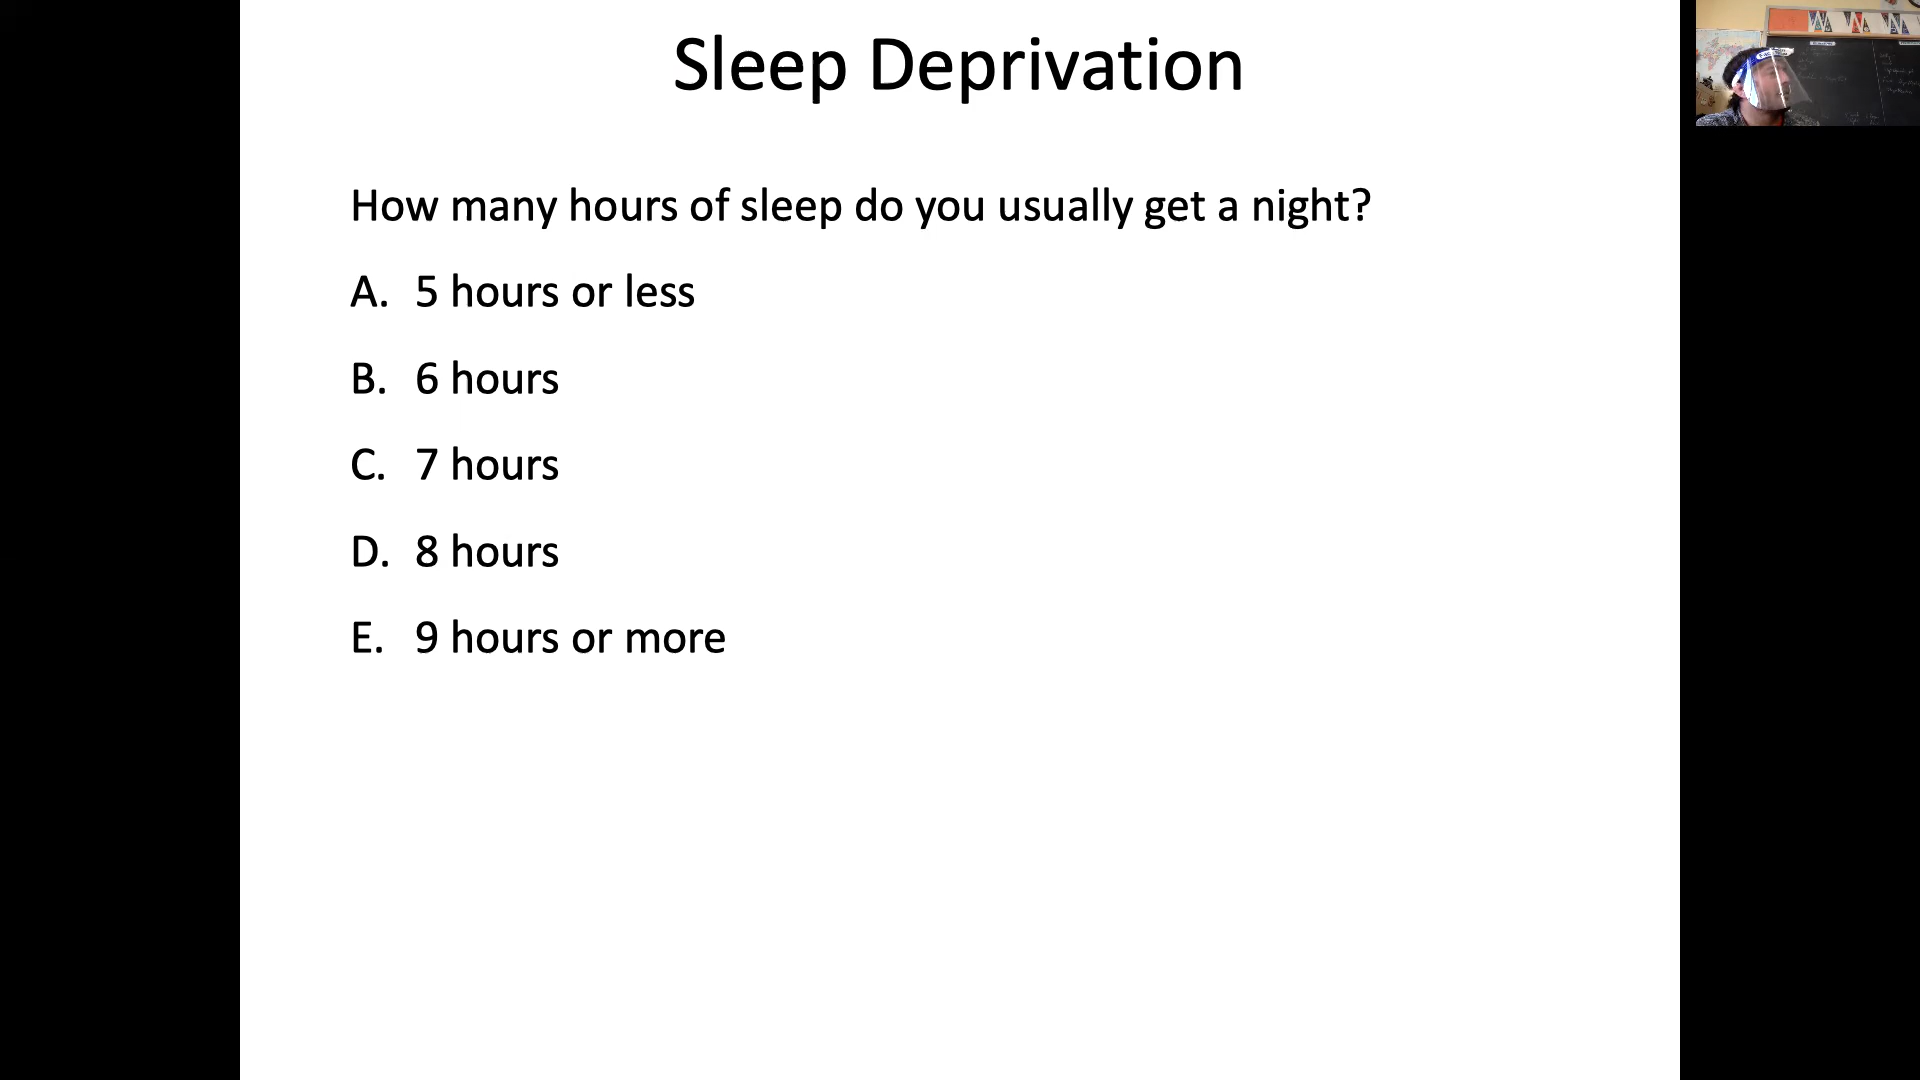 Sleep Deprivation
How many hours of sleep do you usually get a night?
A. 5 hours or less
B. 6 hours
C. 7 hours
D. 8 hours
E. 9 hours or more